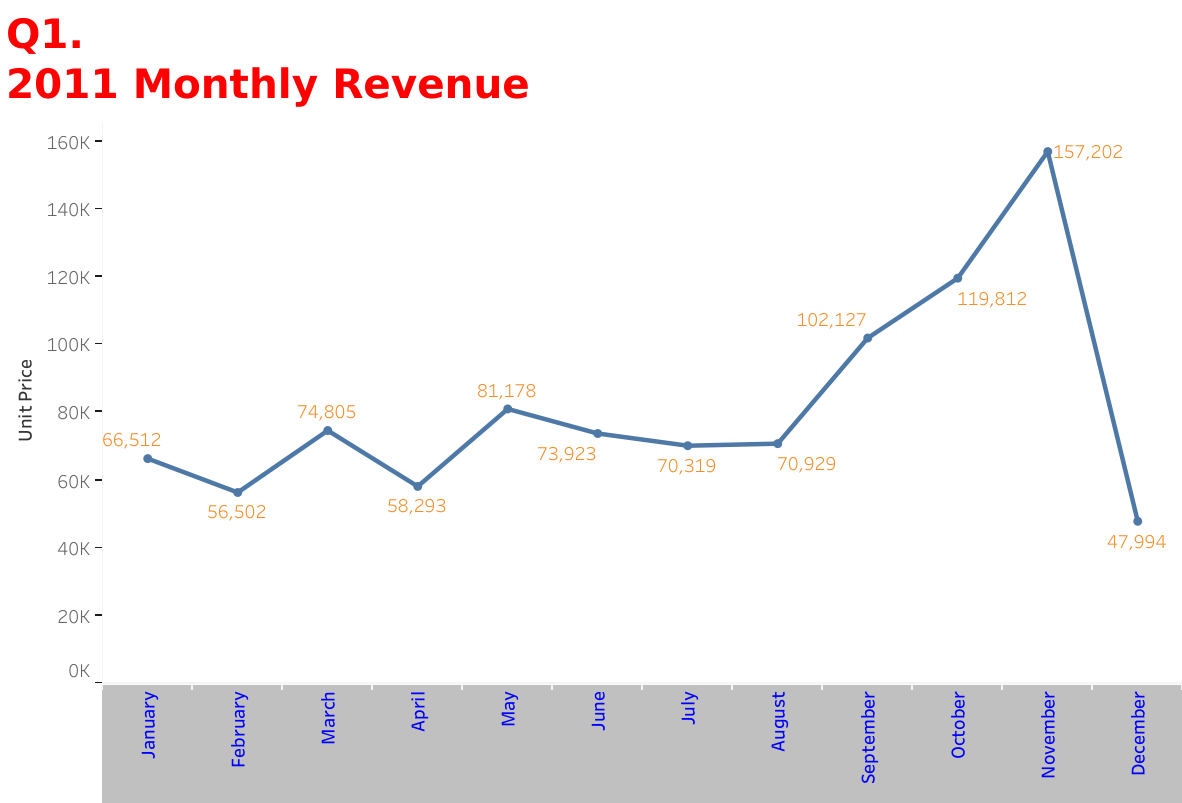 Q1.
2011 Monthly Revenue
160K
140K
120K
100K
80K
60K
40K
20K
0K
Unit Price
66,512
56,502
74,805
58,293
81,178
73,923
70,319
70,929
102,127
119,812
157,202
47,994
January
February
March
April
May
June
July
August
September
October
November
December